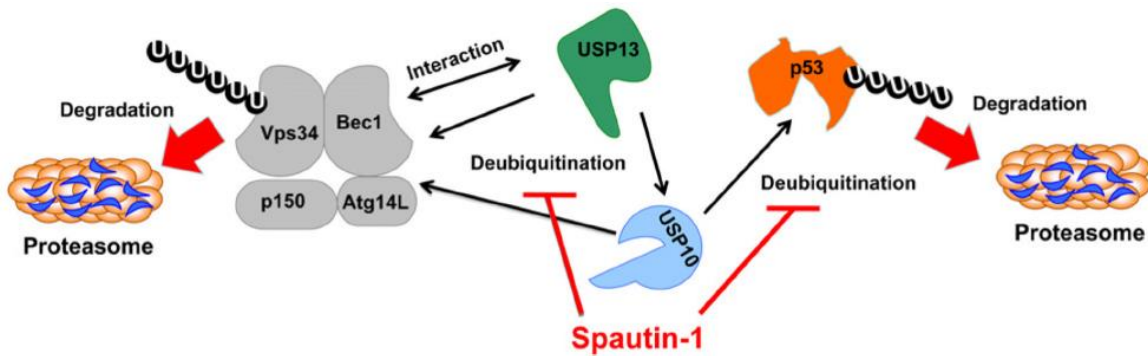 USP13
Interaction
p53
U U U U U U
U U U U U
Degradation
Degradation
Vps34
Bec1
Deubiquitination
Deubiquitination
p150
Atg14L
USP10
Proteasome
Proteasome
Spautin-1